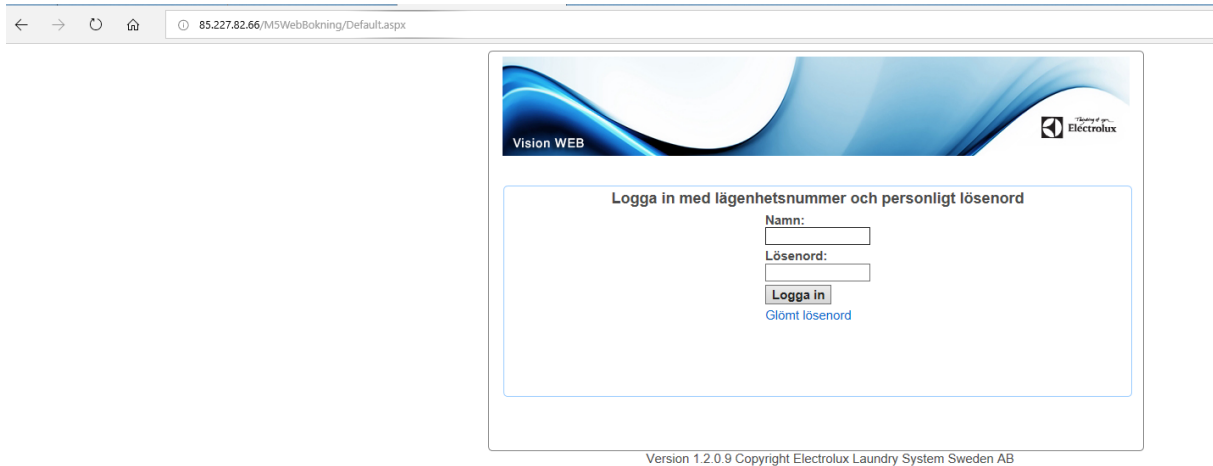 85.227.82.66/M5WebBokning/Default.aspx
Thinking of you
Electrolux
Vision WEB
Logga in med lägenhetsnummer och personligt lösenord
Namn:
Lösenord:
Logga in
Glömt lösenord
Version 1.2.0.9 Copyright Electrolux Laundry System Sweden AB